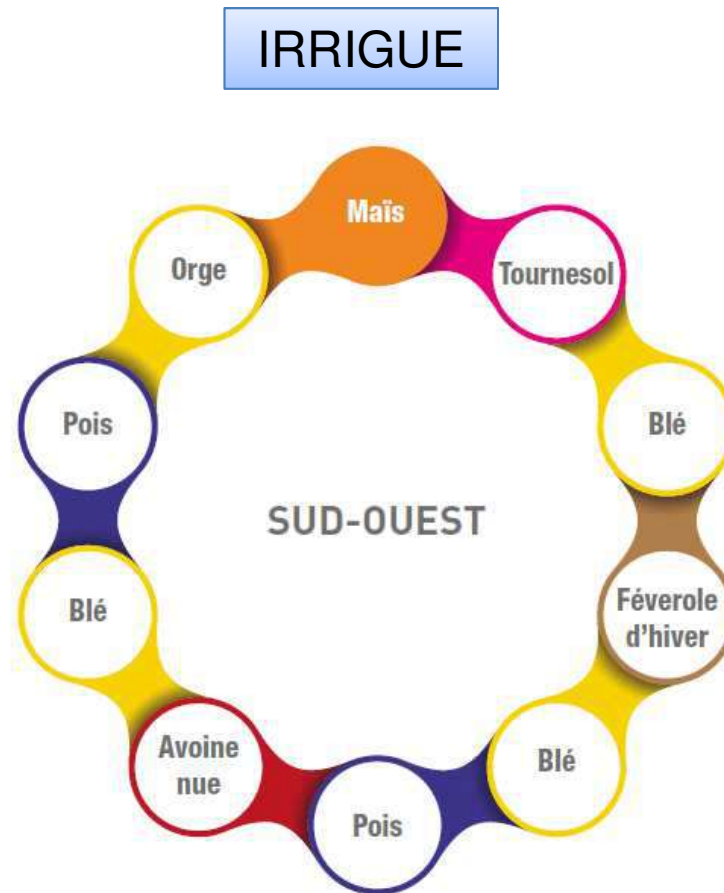 IRRIGUE
Maïs
Tournesol
Blé
Féverole
d'hiver
Blé
Pois
Avoine
nue
Blé
Pois
Orge
SUD-OUEST